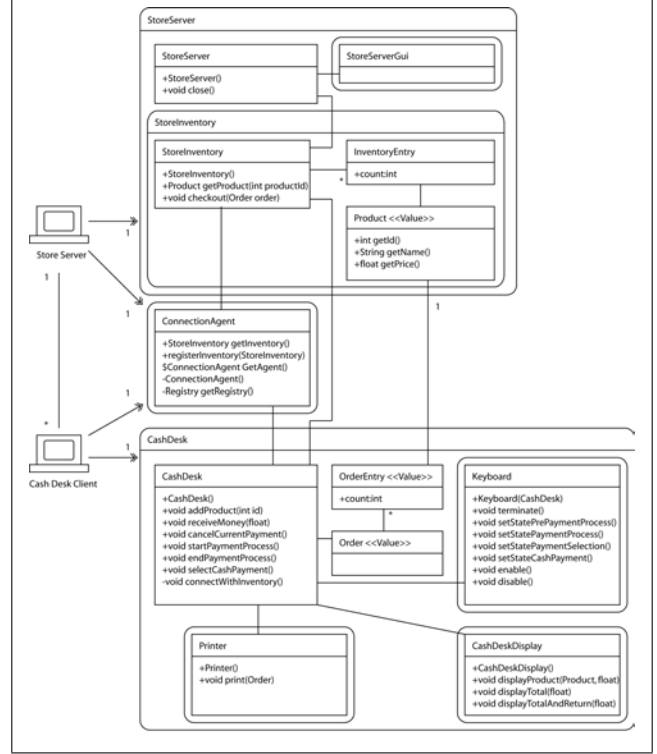 StoreServer
StoreServer
+StoreServer()
+void close()
StoreServerGui
StoreInventory
StoreInventory
+StoreInventory()
+Product getProduct(int productId)
+void checkout(Order order)
InventoryEntry
+count:int
*
Product <<Value>>
+int getId()
+String getName()
+float getPrice()
Store Server
1
1
1
1
ConnectionAgent
+StoreInventory getInventory()
+registerInventory(StoreInventory)
$ConnectionAgent GetAgent()
-ConnectionAgent()
-Registry getRegistry()
1
*
1
Cash Desk Client
CashDesk
CashDesk
+CashDesk()
+void addProduct(int id)
+void receiveMoney(float)
+void cancelCurrentPayment()
+void startPaymentProcess()
+void endPaymentProcess()
+void selectCashPayment()
-void connectWithInventory()
OrderEntry <<Value>>
+count:int
*
Order <<Value>>
Keyboard
+Keyboard(CashDesk)
+void terminate()
+void setStatePrePaymentProcess()
+void setStatePaymentProcess()
+void setStatePaymentSelection()
+void setStateCashPayment()
+void enable()
+void disable()
Printer
+Printer()
+void print(Order)
CashDeskDisplay
+CashDeskDisplay()
+void displayProduct(Product, float)
+void displayTotal(float)
+void displayTotalAndReturn(float)